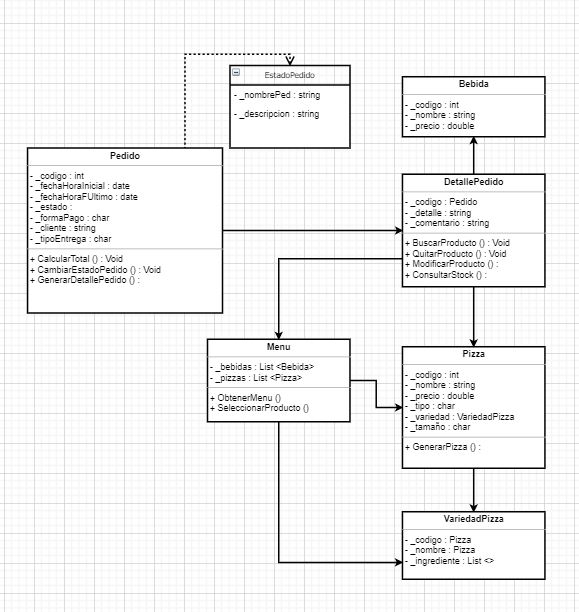 EstadoPedido
- _nombrePed : string
- _descripcion : string
Bebida
- _codigo : int
- _nombre : string
- _precio : double
Pedido
- _codigo : int
- _fechaHoraInicial : date
- _fechaHoraFUltimo : date
- _estado :
- _formaPago : char
- _cliente : string
- _tipoEntrega : char
+ CalcularTotal () : Void
+ CambiarEstadoPedido () : Void
+ GenerarDetallePedido () :
DetallePedido
- _codigo : Pedido
- _detalle : string
- _comentario : string
+ BuscarProducto () : Void
+ QuitarProducto () : Void
+ ModificarProducto () :
+ ConsultarStock () :
Menu
- _bebidas : List <Bebida>
- _pizzas : List <Pizza>
+ ObtenerMenu ()
+ SeleccionarProducto ()
Pizza
- _codigo : int
- _nombre : string
- _precio : double
- _tipo : char
- _variedad : VariedadPizza
- _tamaño : char
+ GenerarPizza () :
VariedadPizza
- _codigo : Pizza
- _nombre : Pizza
- _ingrediente : List <>